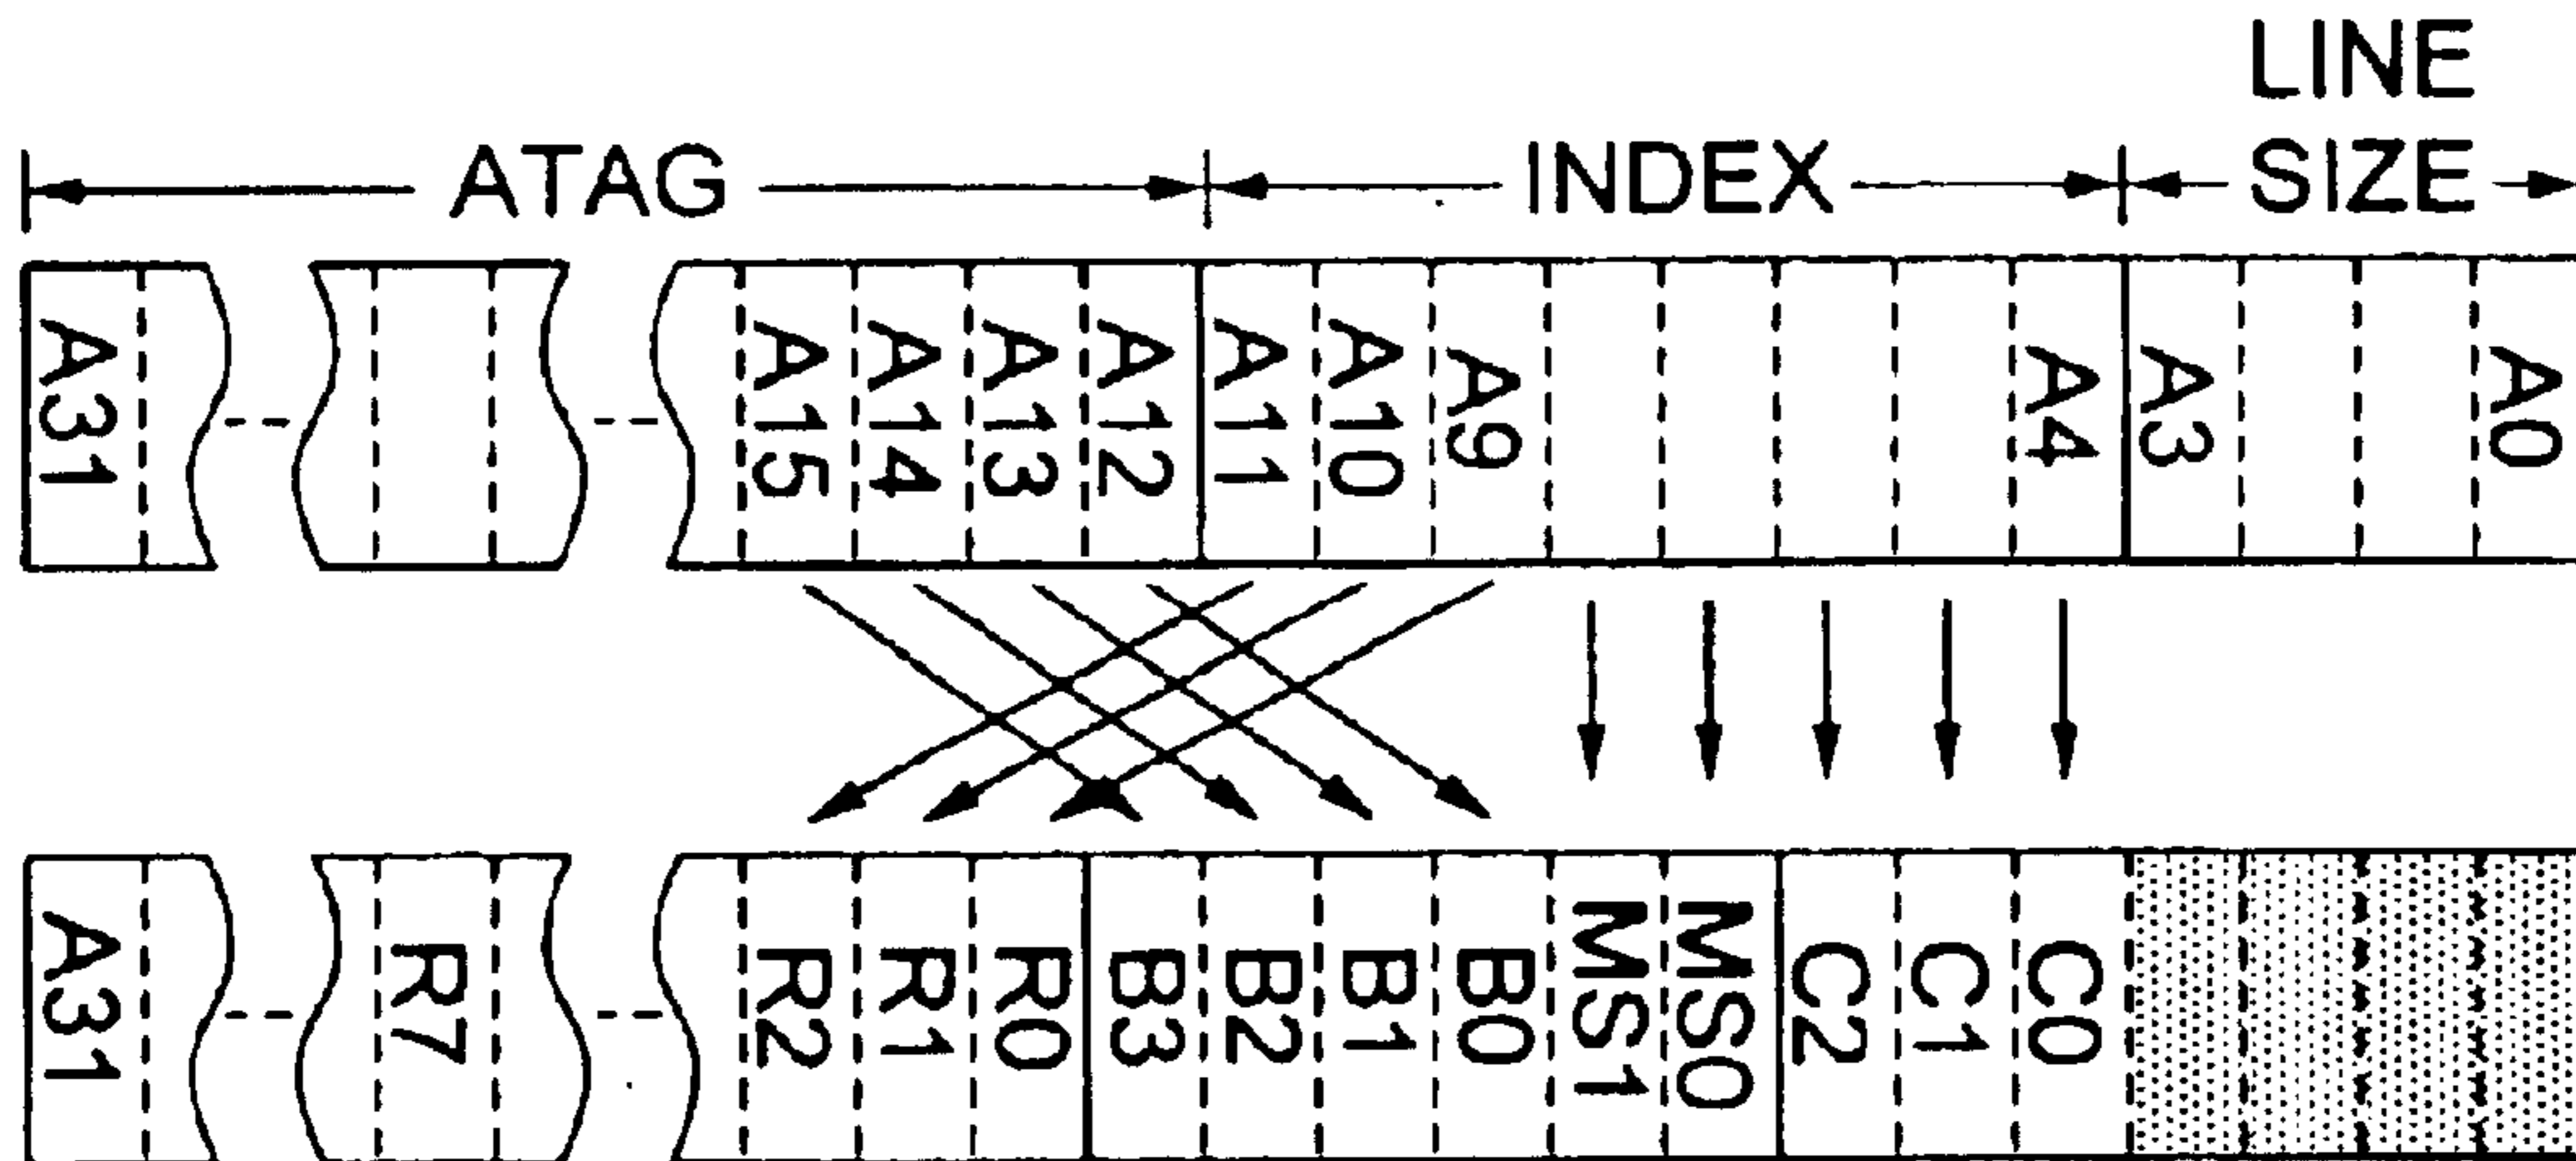 LINE
ATAG INDEX SIZE
A31 A15 A14 A13 A12 A11 A10 A9 A4 A3 A0
A31 R7 R2 R1 R0 B3 B2 B1 B0 MS1 MS0 C2 C1 C0